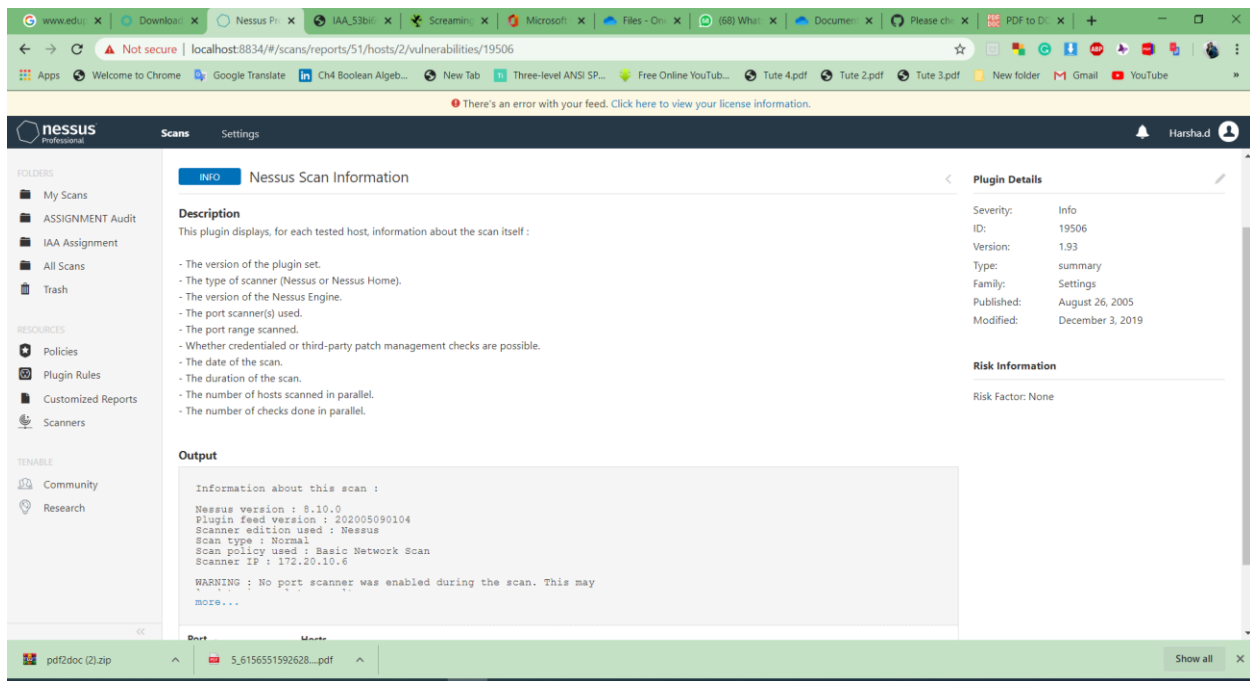 www.edup
Download
Nessus Pro
IAA_53bi6
Screaming
Microsoft
Files - One
(68) What
Document
Please che
PDF to DO
Not secure | localhost:8834/#/scans/reports/51/hosts/2/vulnerabilities/19506
Apps Welcome to Chrome Google Translate Ch4 Boolean Algeb... New Tab Three-level ANSI SP... Free Online YouTub... Tute 4.pdf Tute 2.pdf Tute 3.pdf New folder Gmail YouTube »
There's an error with your feed. Click here to view your license information.
nessus Professional
Scans Settings
Harsha.d
FOLDERS
My Scans
ASSIGNMENT Audit
IAA Assignment
All Scans
Trash
RESOURCES
Policies
Plugin Rules
Customized Reports
Scanners
TENABLE
Community
Research
INFO Nessus Scan Information
Description
This plugin displays, for each tested host, information about the scan itself :
- The version of the plugin set.
- The type of scanner (Nessus or Nessus Home).
- The version of the Nessus Engine.
- The port scanner(s) used.
- The port range scanned.
- Whether credentialed or third-party patch management checks are possible.
- The date of the scan.
- The duration of the scan.
- The number of hosts scanned in parallel.
- The number of checks done in parallel.
Output
Information about this scan :
Nessus version : 8.10.0
Plugin feed version : 202005090104
Scanner edition used : Nessus
Scan type : Normal
Scan policy used : Basic Network Scan
Scanner IP : 172.20.10.6
WARNING : No port scanner was enabled during the scan. This may
more...
Port Hosts
Plugin Details
Severity: Info
ID: 19506
Version: 1.93
Type: summary
Family: Settings
Published: August 26, 2005
Modified: December 3, 2019
Risk Information
Risk Factor: None
pdf2doc (2).zip
5_6156551592628....pdf
Show all